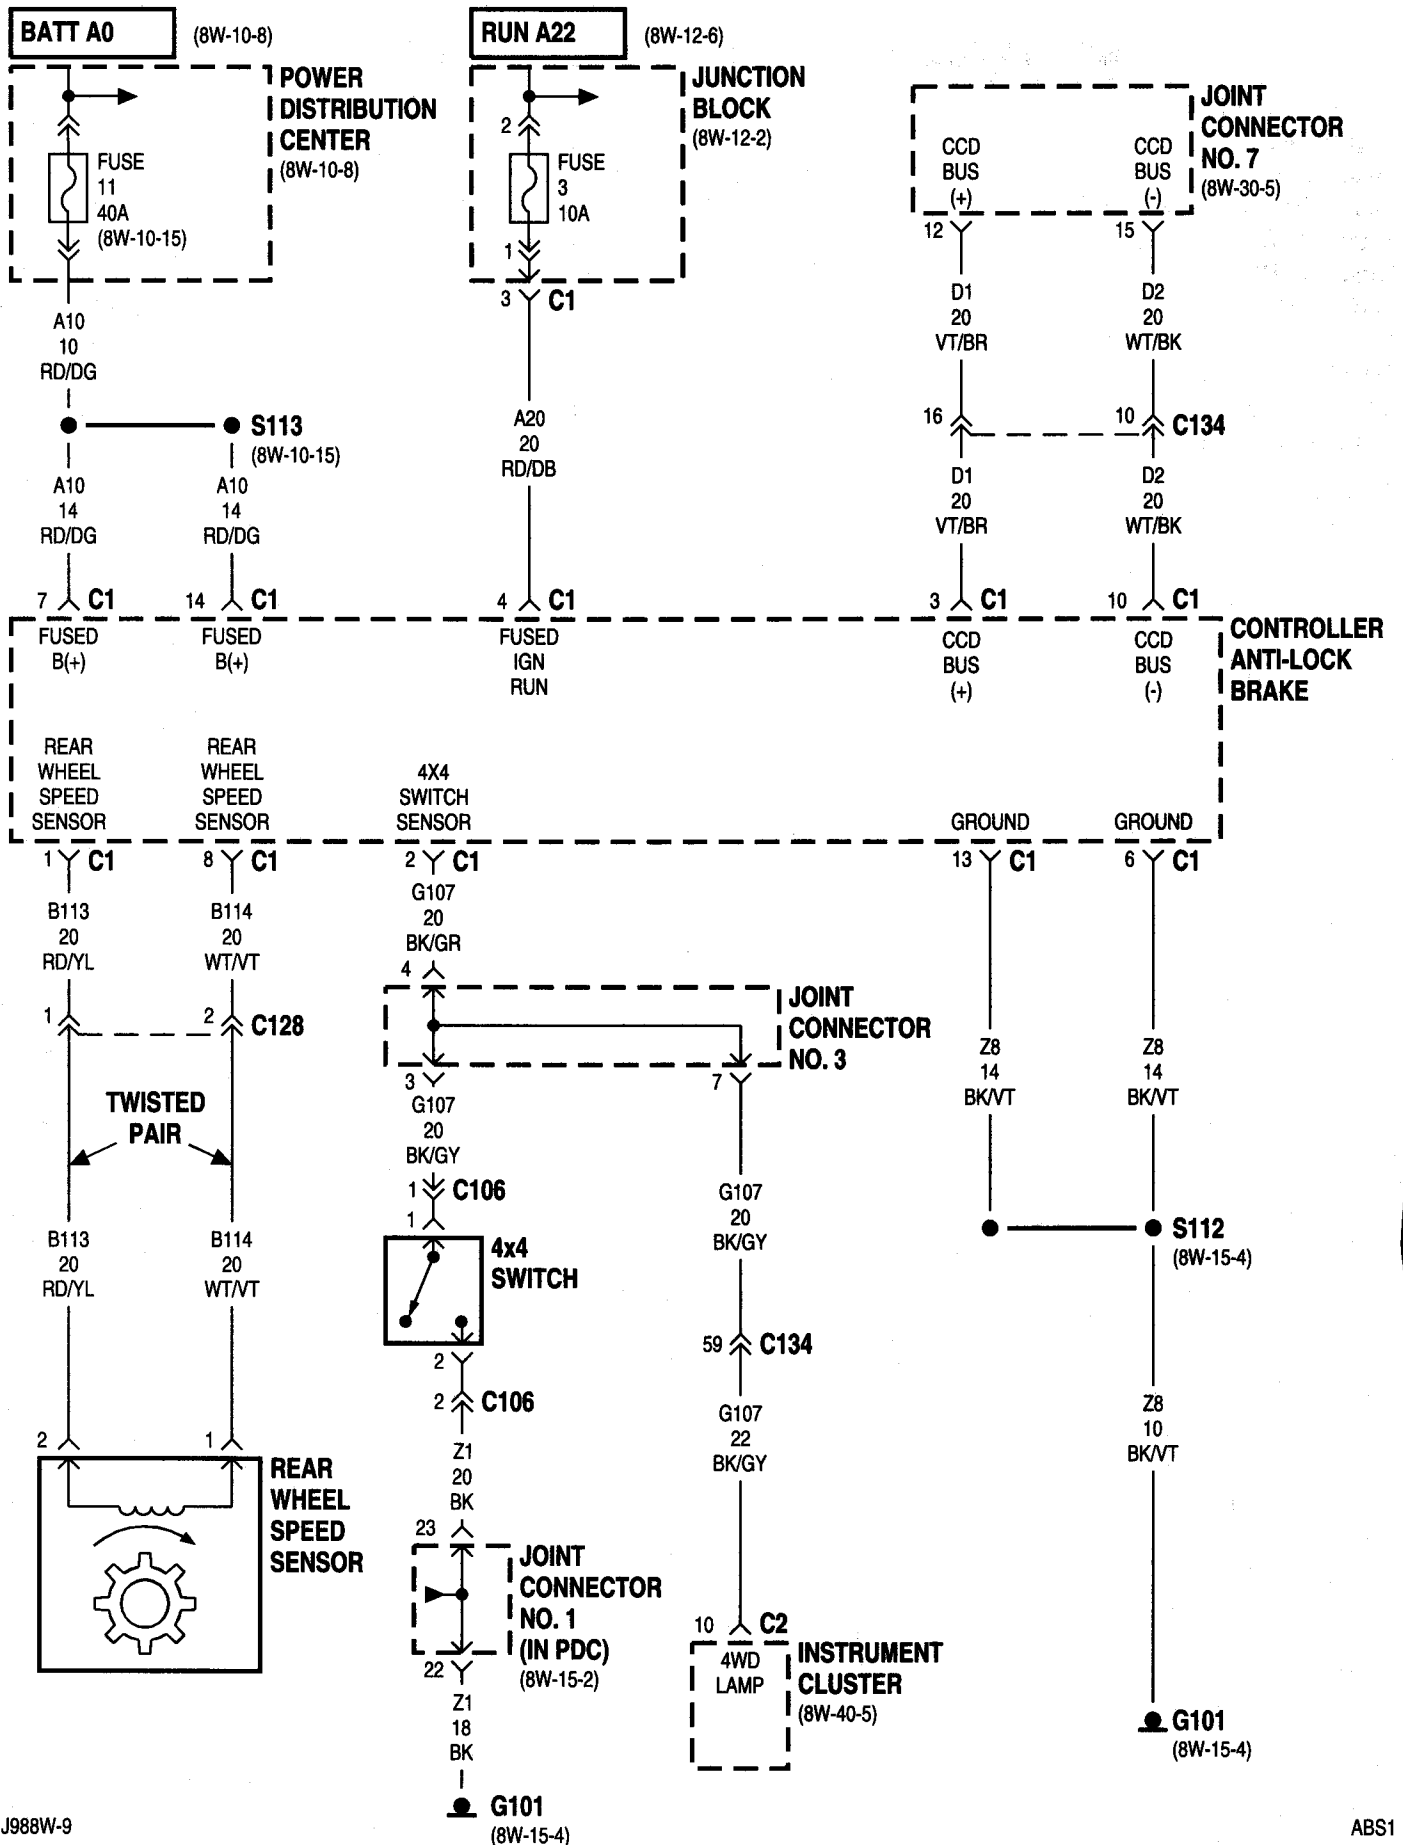 BATT A0
(8W-10-8)
RUN A22
(8W-12-6)
POWER
DISTRIBUTION
CENTER
(8W-10-8)
FUSE
11
40A
(8W-10-15)
JUNCTION
BLOCK
(8W-12-2)
2
FUSE
3
10A
1
3 C1
JOINT
CONNECTOR
NO. 7
(8W-30-5)
CCD
BUS
(+)
CCD
BUS
(-)
12
15
A10
10
RD/DG
S113
(8W-10-15)
A10
14
RD/DG
A10
14
RD/DG
A20
20
RD/DB
D1
20
VT/BR
D2
20
WT/BK
16
10
C134
D1
20
VT/BR
D2
20
WT/BK
7 C1
14 C1
4 C1
3 C1
10 C1
FUSED
B(+)
FUSED
B(+)
FUSED
IGN
RUN
CCD
BUS
(+)
CCD
BUS
(-)
CONTROLLER
ANTI-LOCK
BRAKE
REAR
WHEEL
SPEED
SENSOR
REAR
WHEEL
SPEED
SENSOR
4X4
SWITCH
SENSOR
GROUND
GROUND
1 C1
8 C1
2 C1
13 C1
6 C1
B113
20
RD/YL
B114
20
WT/VT
G107
20
BK/GR
1
2
C128
4
JOINT
CONNECTOR
NO. 3
3
7
TWISTED
PAIR
G107
20
BK/GY
1 C106
1
4x4
SWITCH
2
2 C106
G107
20
BK/GY
59 C134
G107
22
BK/GY
Z8
14
BK/VT
Z8
14
BK/VT
S112
(8W-15-4)
Z8
10
BK/VT
B113
20
RD/YL
B114
20
WT/VT
2
1
REAR
WHEEL
SPEED
SENSOR
Z1
20
BK
23
JOINT
CONNECTOR
NO. 1
(IN PDC)
(8W-15-2)
22
Z1
18
BK
G101
(8W-15-4)
10 C2
4WD
LAMP
INSTRUMENT
CLUSTER
(8W-40-5)
G101
(8W-15-4)
J988W-9
ABS1